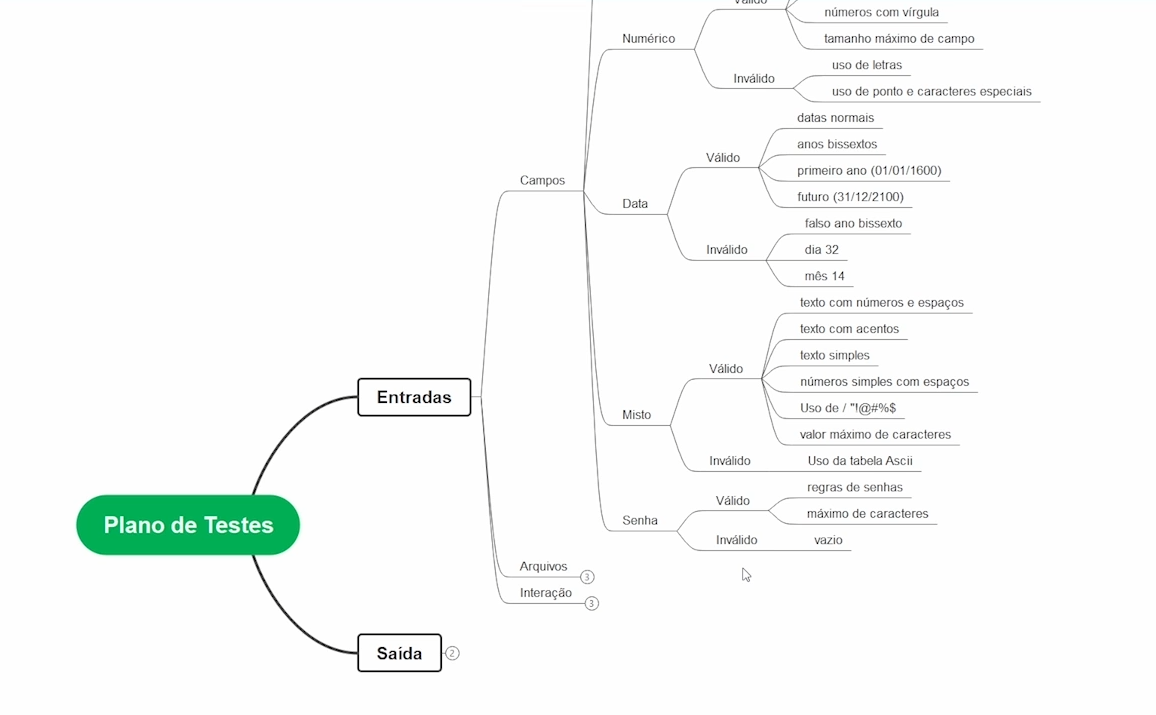 Válido
números com vírgula
Numérico
tamanho máximo de campo
uso de letras
Inválido
uso de ponto e caracteres especiais
datas normais
anos bissextos
Válido
primeiro ano (01/01/1600)
Campos
futuro (31/12/2100)
Data
falso ano bissexto
Inválido
dia 32
mês 14
texto com números e espaços
texto com acentos
texto simples
Válido
números simples com espaços
Entradas
Uso de / "!@#%$
Misto
valor máximo de caracteres
Inválido
Uso da tabela Ascii
regras de senhas
Válido
máximo de caracteres
Senha
Plano de Testes
Inválido
vazio
Arquivos
3
Interação
3
Saída
2